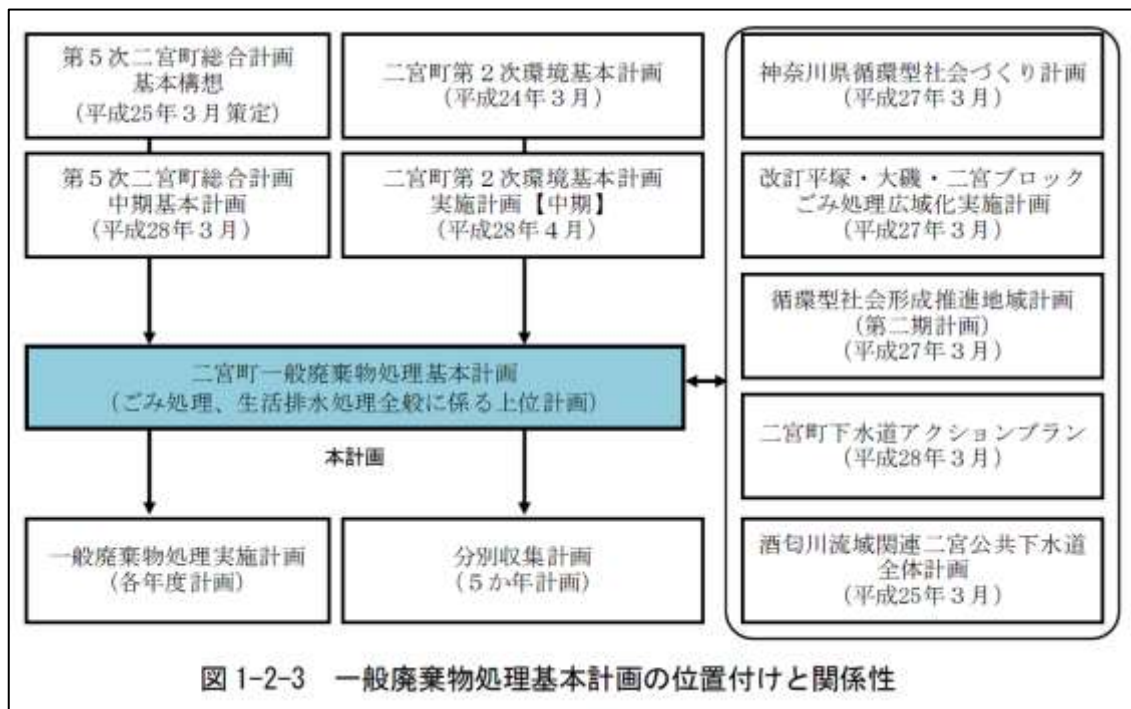 第５次二宮町総合計画
基本構想
（平成25年３月策定）
二宮町第２次環境基本計画
（平成24年３月）
第５次二宮町総合計画
中期基本計画
（平成28年３月）
二宮町第２次環境基本計画
実施計画【中期】
（平成28年４月）
二宮町一般廃棄物処理基本計画
（ごみ処理、生活排水処理全般に係る上位計画）
本計画
一般廃棄物処理実施計画
（各年度計画）
分別収集計画
（５か年計画）
神奈川県循環型社会づくり計画
（平成27年３月）
改訂平塚・大磯・二宮ブロック
ごみ処理広域化実施計画
（平成27年３月）
循環型社会形成推進地域計画
（第二期計画）
（平成27年３月）
二宮町下水道アクションプラン
（平成28年３月）
酒匂川流域関連二宮公共下水道
全体計画
（平成25年３月）
図 1-2-3　一般廃棄物処理基本計画の位置付けと関係性